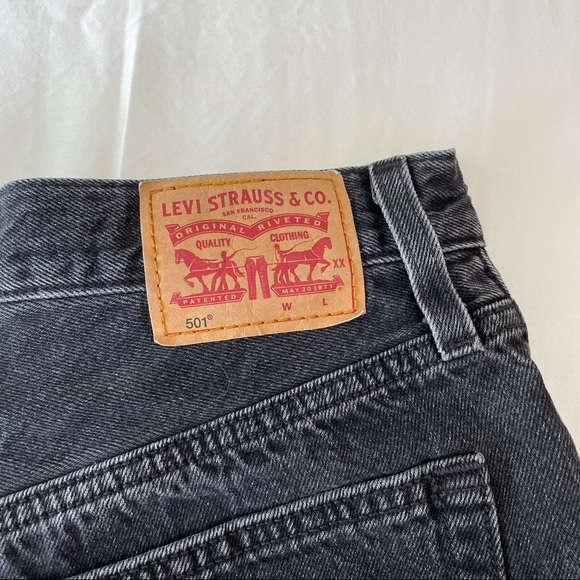 LEVI STRAUSS & CO.
SAN FRANCISCO
CAL.
ORIGINAL RIVETED
QUALITY CLOTHING
XX
PATENTED MAY 20 1873
W L
501®